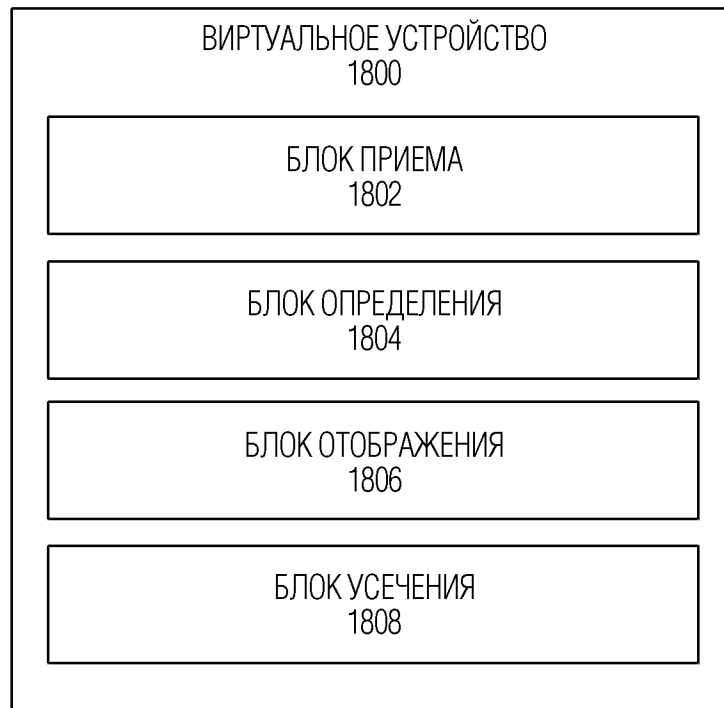 ВИРТУАЛЬНОЕ УСТРОЙСТВО
1800
БЛОК ПРИЕМА
1802
БЛОК ОПРЕДЕЛЕНИЯ
1804
БЛОК ОТОБРАЖЕНИЯ
1806
БЛОК УСЕЧЕНИЯ
1808